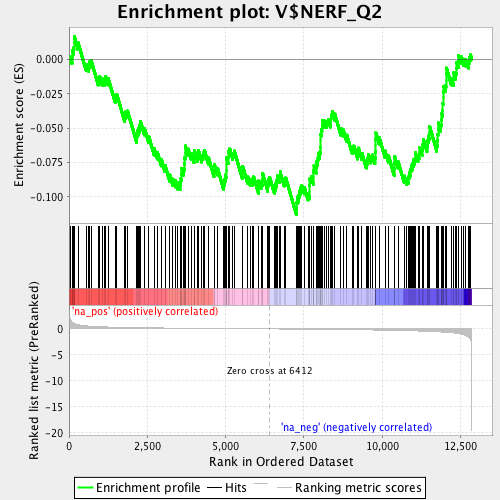 Enrichment plot: V$NERF_Q2
Enrichment score (ES)
0.000
-0.025
-0.050
-0.075
-0.100
'na_pos' (positively correlated)
Ranked list metric (PreRanked)
0
-5
-10
-15
-20
Zero cross at 6412
'na_neg' (negatively correlated)
0
2,500
5,000
7,500
10,000
12,500
Rank in Ordered Dataset
Enrichment profile
Hits
Ranking metric scores